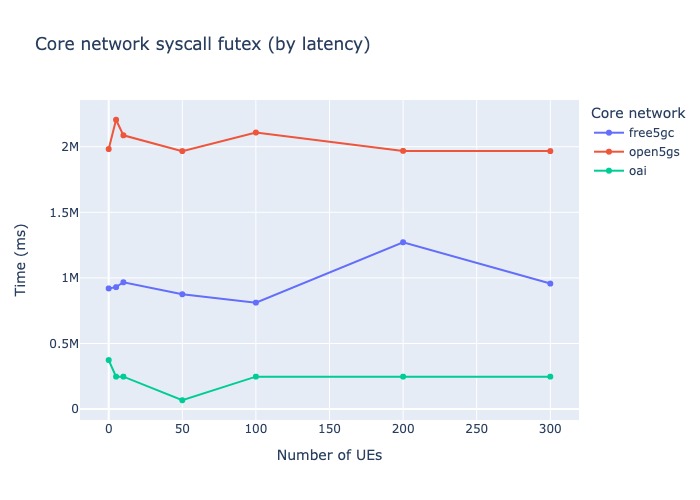 Core network syscall futex (by latency)
Core network
free5gc
open5gs
oai
Time (ms)
2M
1.5M
1M
0.5M
0
0 50 100 150 200 250 300
Number of UEs